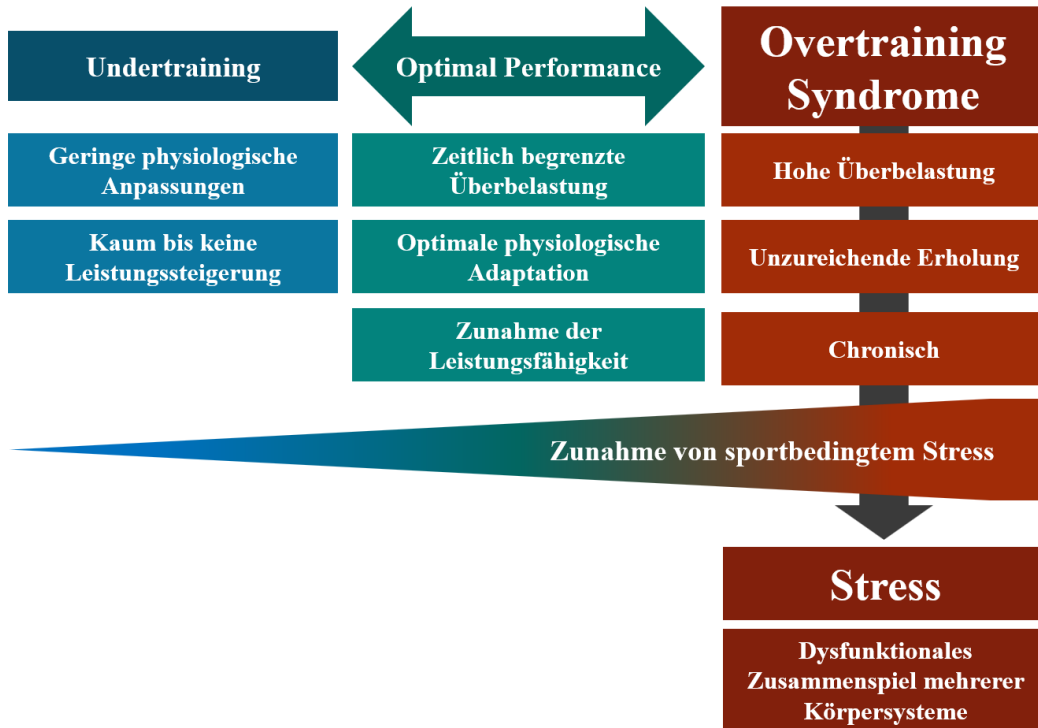 Undertraining
Optimal Performance
Overtraining
Syndrome
Geringe physiologische
Anpassungen
Zeitlich begrenzte
Überbelastung
Hohe Überbelastung
Kaum bis keine
Leistungssteigerung
Optimale physiologische
Adaptation
Unzureichende Erholung
Zunahme der
Leistungsfähigkeit
Chronisch
Zunahme von sportbedingtem Stress
Stress
Dysfunktionales
Zusammenspiel mehrerer
Körpersysteme